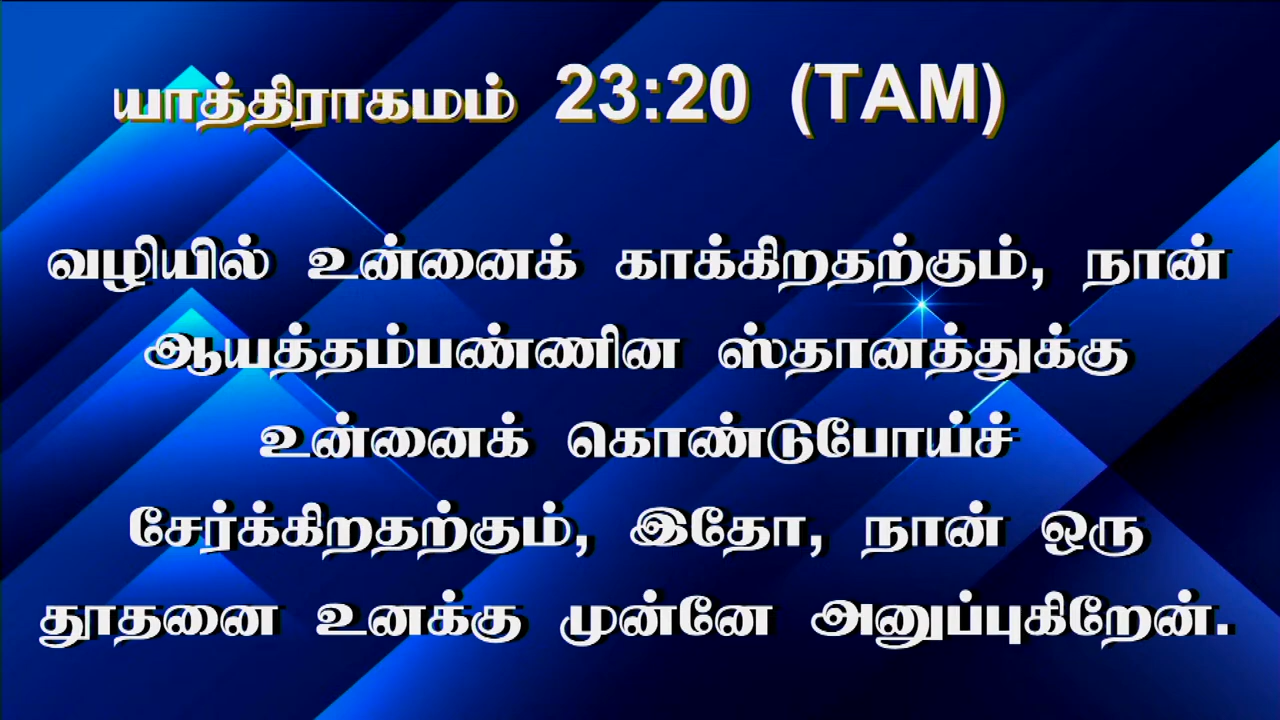 யாத்திராகமம் 23:20 (TAM)
வழியில் உன்னைக் காக்கிறதற்கும், நான்
ஆயத்தம்பண்ணின ஸ்தானத்துக்கு
உன்னைக் கொண்டுபோய்ச்
சேர்க்கிறதற்கும், இதோ, நான் ஒரு
தூதனை உனக்கு முன்னே அனுப்புகிறேன்.